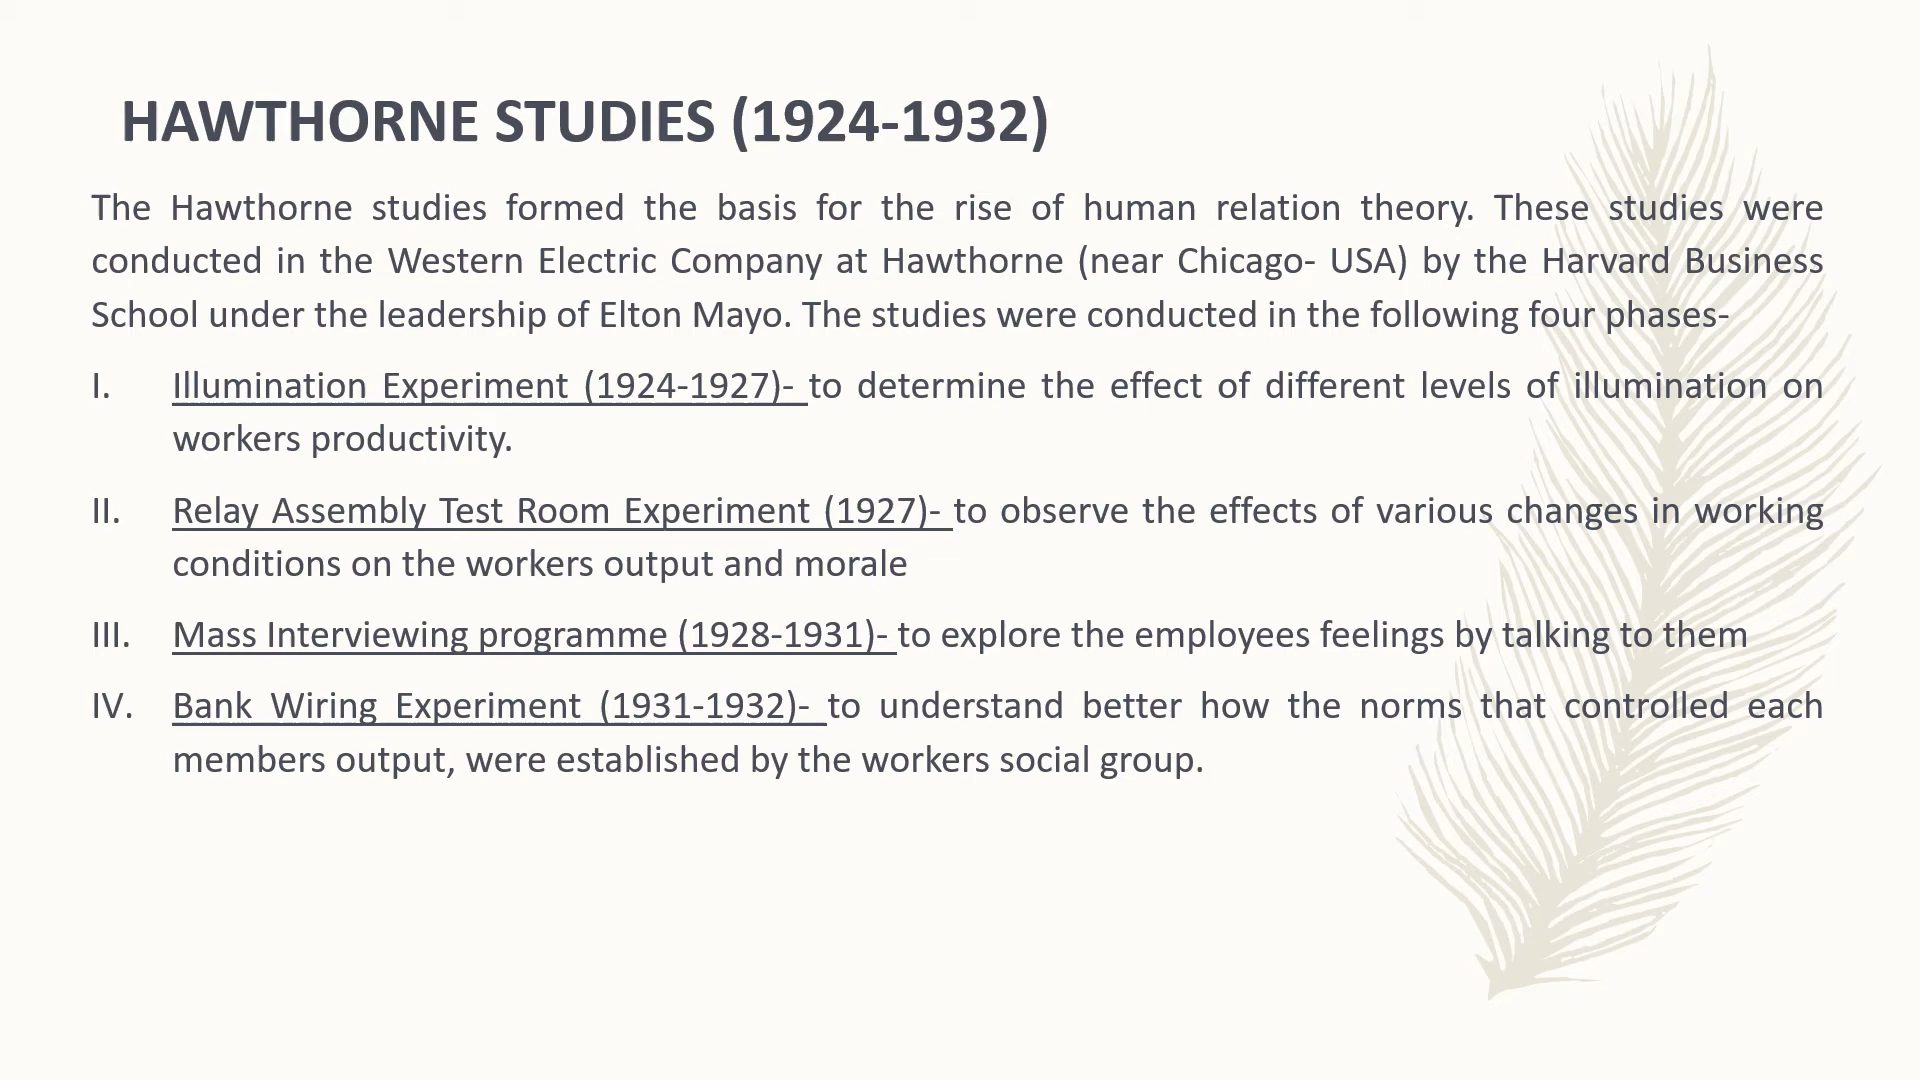 HAWTHORNE STUDIES (1924-1932)
The Hawthorne studies formed the basis for the rise of human relation theory. These studies were
conducted in the Western Electric Company at Hawthorne (near Chicago- USA) by the Harvard Business
School under the leadership of Elton Mayo. The studies were conducted in the following four phases-
I. Illumination Experiment (1924-1927)- to determine the effect of different levels of illumination on
workers productivity.
II. Relay Assembly Test Room Experiment (1927)- to observe the effects of various changes in working
conditions on the workers output and morale
III. Mass Interviewing programme (1928-1931)- to explore the employees feelings by talking to them
IV. Bank Wiring Experiment (1931-1932)- to understand better how the norms that controlled each
members output, were established by the workers social group.